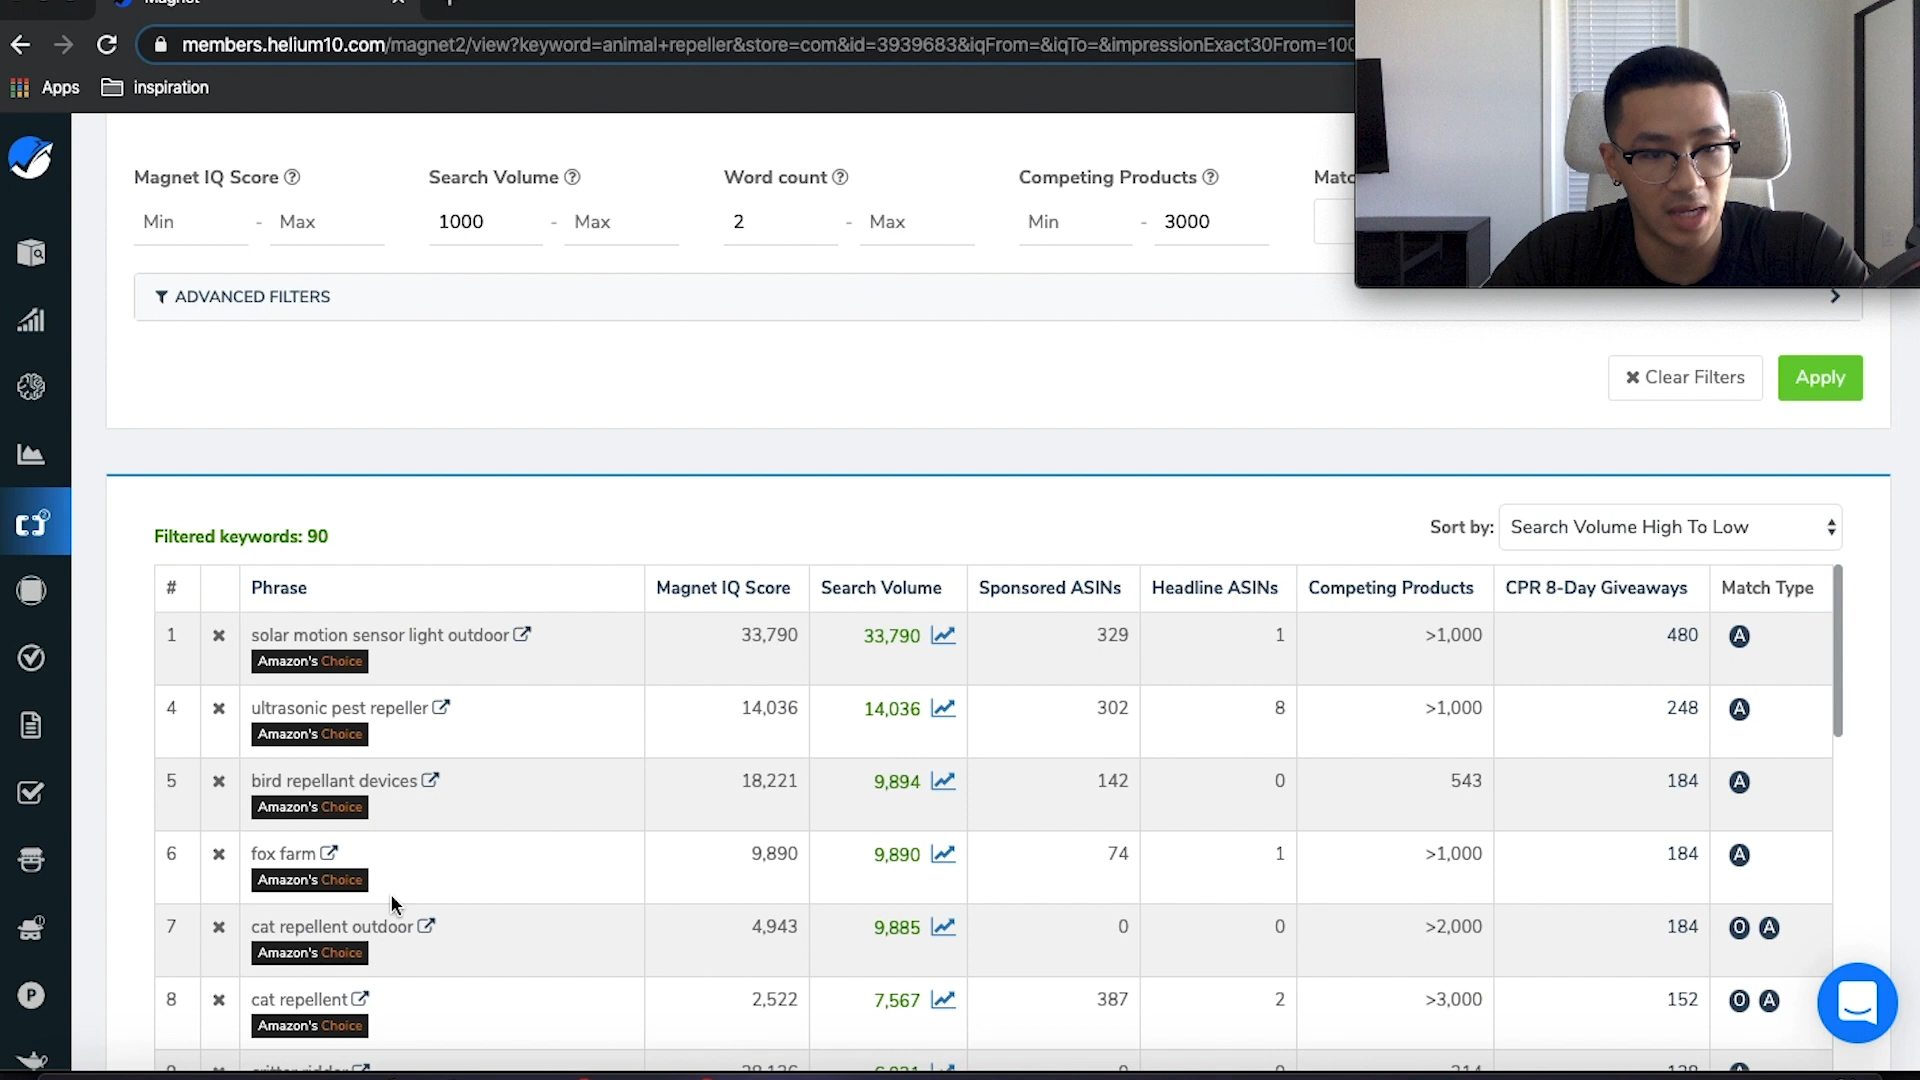 members.helium10.com/magnet2/view?keyword=animal+repeller&store=com&id=3939683&iqFrom=&iqTo=&impressionExact30From=100
Apps inspiration
Magnet IQ Score Search Volume Word count Competing Products
Min - Max 1000 - Max 2 - Max Min - 3000
ADVANCED FILTERS
Clear Filters Apply
Filtered keywords: 90 Sort by: Search Volume High To Low
# Phrase Magnet IQ Score Search Volume Sponsored ASINs Headline ASINs Competing Products CPR 8-Day Giveaways Match Type
1 solar motion sensor light outdoor 33,790 33,790 329 1 >1,000 480 A
Amazon's Choice
4 ultrasonic pest repeller 14,036 14,036 302 8 >1,000 248 A
Amazon's Choice
5 bird repellant devices 18,221 9,894 142 0 543 184 A
Amazon's Choice
6 fox farm 9,890 9,890 74 1 >1,000 184 A
Amazon's Choice
7 cat repellent outdoor 4,943 9,885 0 0 >2,000 184 O A
Amazon's Choice
8 cat repellent 2,522 7,567 387 2 >3,000 152 O A
Amazon's Choice